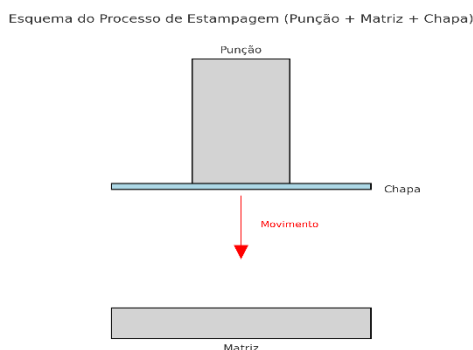 Esquema do Processo de Estampagem (Punção + Matriz + Chapa)
Punção
Chapa
Movimento
Matriz